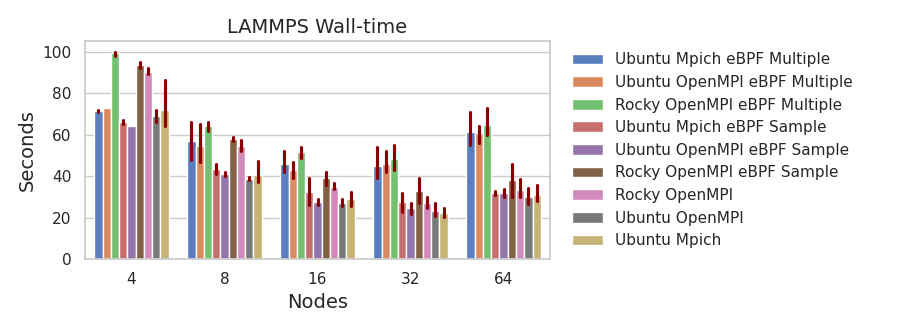 LAMMPS Wall-time
Seconds
100
80
60
40
20
0
4 8 16 32 64
Nodes
Ubuntu Mpich eBPF Multiple
Ubuntu OpenMPI eBPF Multiple
Rocky OpenMPI eBPF Multiple
Ubuntu Mpich eBPF Sample
Ubuntu OpenMPI eBPF Sample
Rocky OpenMPI eBPF Sample
Rocky OpenMPI
Ubuntu OpenMPI
Ubuntu Mpich